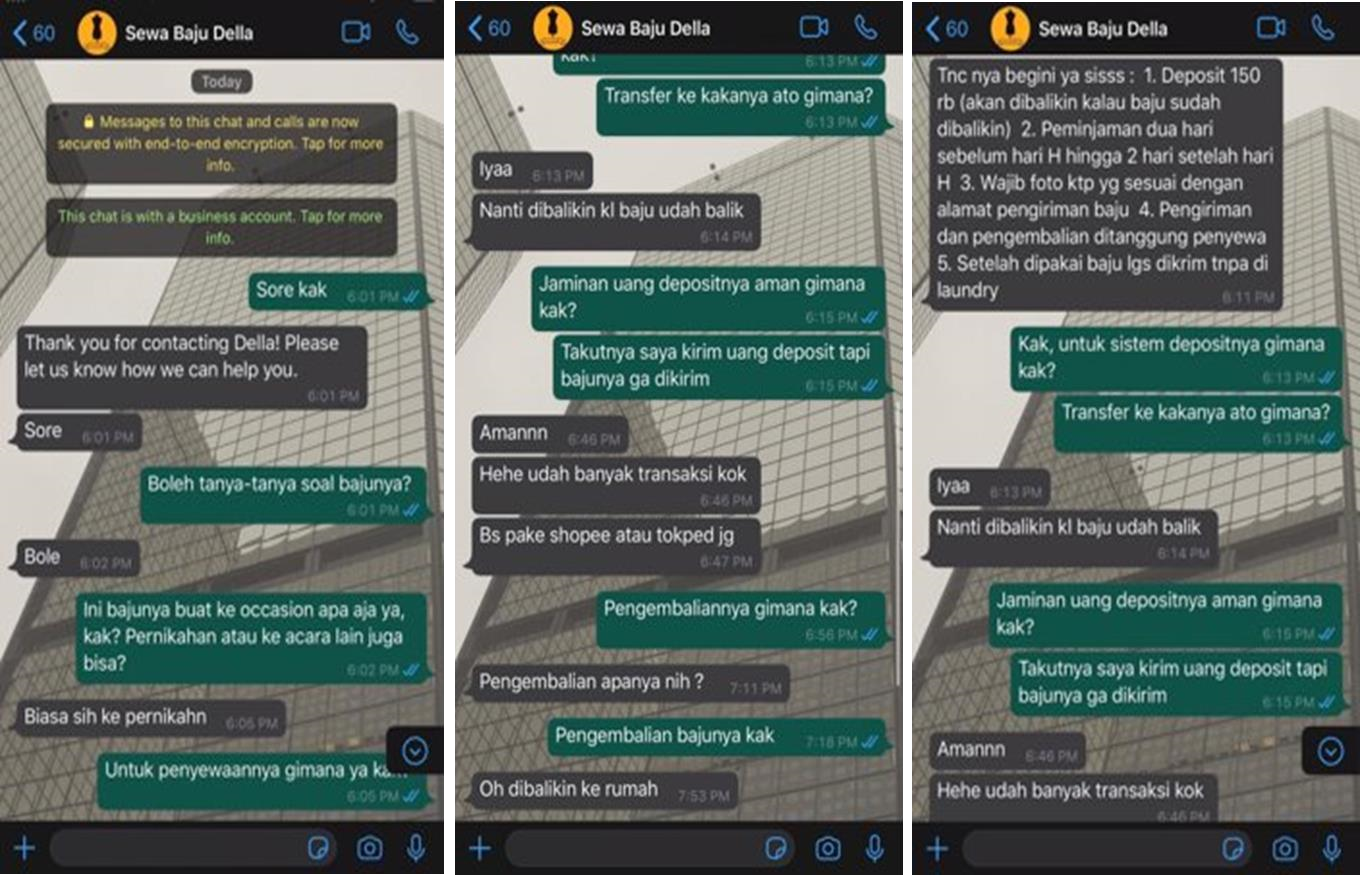 60
Sewa Baju Della
Today
Messages to this chat and calls are now
secured with end-to-end encryption. Tap for more
info.
This chat is with a business account. Tap for more
info.
Sore kak 6:01 PM
Thank you for contacting Della! Please
let us know how we can help you.
6:01 PM
Sore 6:01 PM
Boleh tanya-tanya soal bajunya?
6:01 PM
Bole 6:02 PM
Ini bajunya buat ke occasion apa aja ya,
kak? Pernikahan atau ke acara lain juga
bisa? 6:02 PM
Biasa sih ke pernikahn 6:05 PM
Untuk penyewaannya gimana ya
6:05 PM
60
Sewa Baju Della
kak? 6:13 PM
Transfer ke kakanya ato gimana?
6:13 PM
Iyaa 6:13 PM
Nanti dibalikin kl baju udah balik
6:14 PM
Jaminan uang depositnya aman gimana
kak? 6:15 PM
Takutnya saya kirim uang deposit tapi
bajunya ga dikirim 6:15 PM
Amannn 6:46 PM
Hehe udah banyak transaksi kok
6:46 PM
Bs pake shopee atau tokped jg
6:47 PM
Pengembaliannya gimana kak?
6:56 PM
Pengembalian apanya nih ? 7:11 PM
Pengembalian bajunya kak 7:18 PM
Oh dibalikin ke rumah 7:53 PM
60
Sewa Baju Della
Tnc nya begini ya sisss : 1. Deposit 150
rb (akan dibalikin kalau baju sudah
dibalikin) 2. Peminjaman dua hari
sebelum hari H hingga 2 hari setelah hari
H 3. Wajib foto ktp yg sesuai dengan
alamat pengiriman baju 4. Pengiriman
dan pengembalian ditanggung penyewa
5. Setelah dipakai baju lgs dikrim tnpa di
laundry 6:11 PM
Kak, untuk sistem depositnya gimana
kak? 6:13 PM
Transfer ke kakanya ato gimana?
6:13 PM
Iyaa 6:13 PM
Nanti dibalikin kl baju udah balik
6:14 PM
Jaminan uang depositnya aman gimana
kak? 6:15 PM
Takutnya saya kirim uang deposit tapi
bajunya ga dikirim 6:15 PM
Amannn 6:46 PM
Hehe udah banyak transaksi kok
6:46 PM